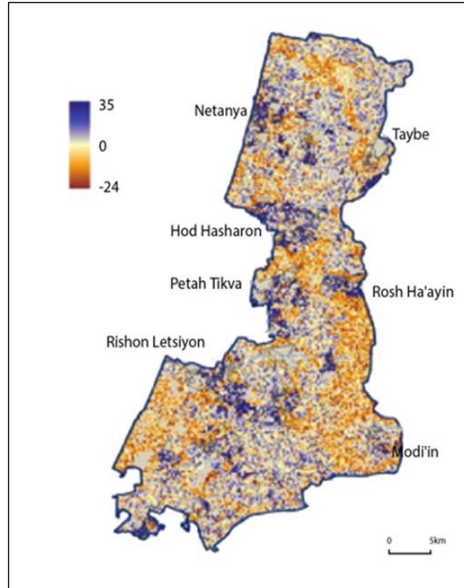 35
0
-24
Netanya
Taybe
Hod Hasharon
Petah Tikva
Rosh Ha'ayin
Rishon Letsiyon
Modi'in
0 5km